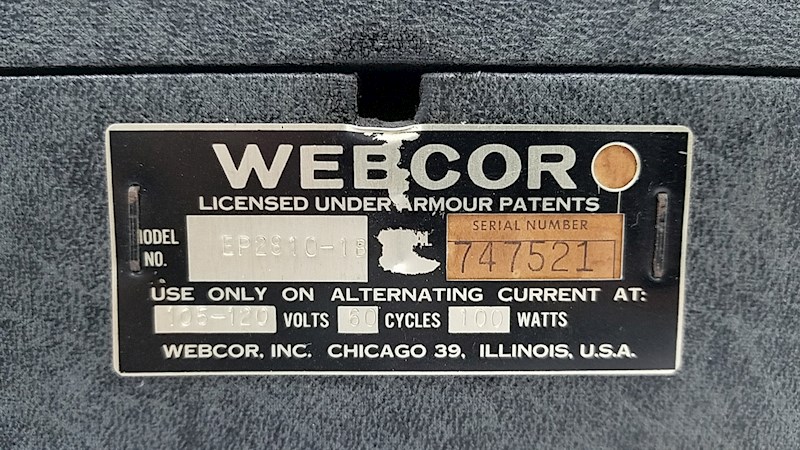 WEBCOR
LICENSED UNDER ARMOUR PATENTS
MODEL NO. EP2910-1B SERIAL NUMBER 747521
USE ONLY ON ALTERNATING CURRENT AT:
105-120 VOLTS 60 CYCLES 100 WATTS
WEBCOR, INC. CHICAGO 39, ILLINOIS, U.S.A.